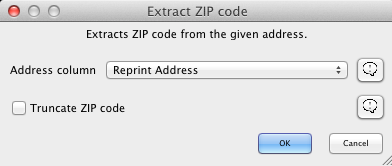 Extract ZIP code
Extracts ZIP code from the given address.
Address column Reprint Address
Truncate ZIP code
OK Cancel